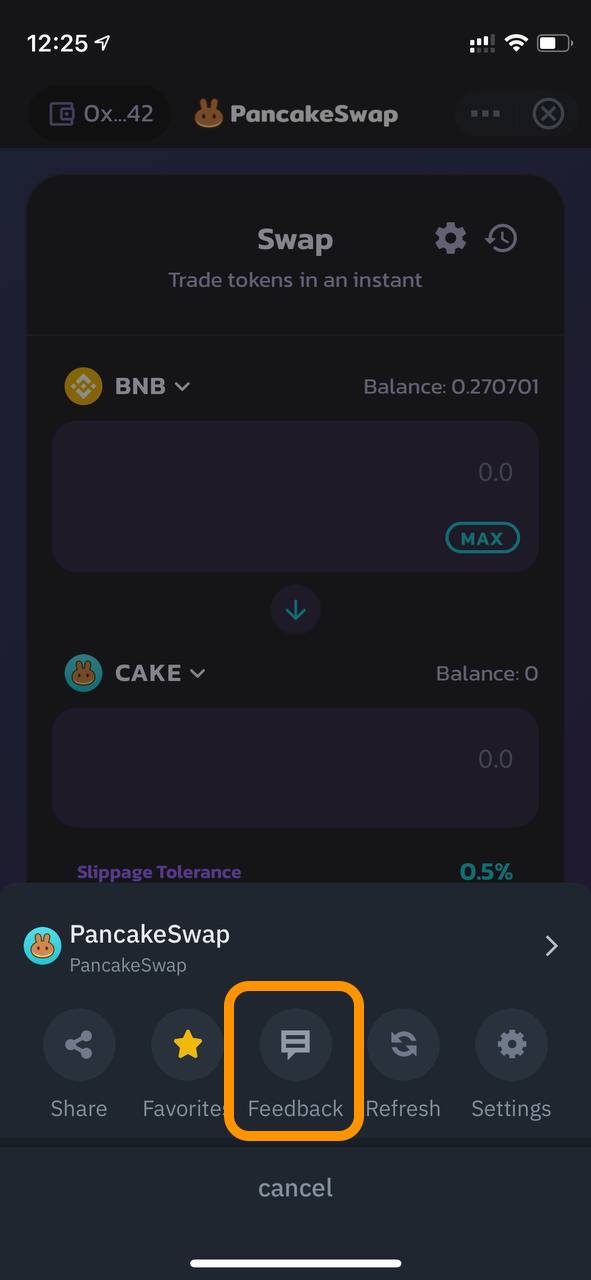 12:25
0x...42
PancakeSwap
Swap
Trade tokens in an instant
BNB
Balance: 0.270701
0.0
MAX
CAKE
Balance: 0
0.0
Slippage Tolerance
0.5%
PancakeSwap
PancakeSwap
Share
Favorites
Feedback
Refresh
Settings
cancel